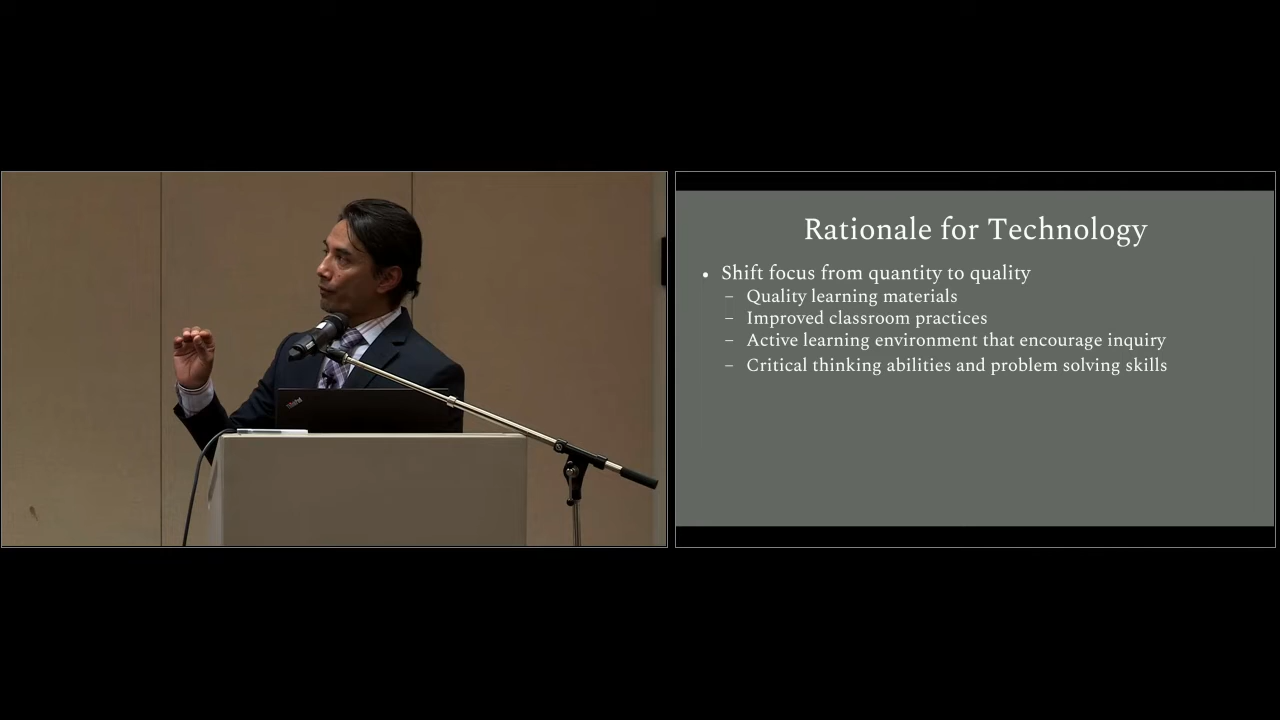 Rationale for Technology
• Shift focus from quantity to quality
– Quality learning materials
– Improved classroom practices
– Active learning environment that encourage inquiry
– Critical thinking abilities and problem solving skills
ThinkPad